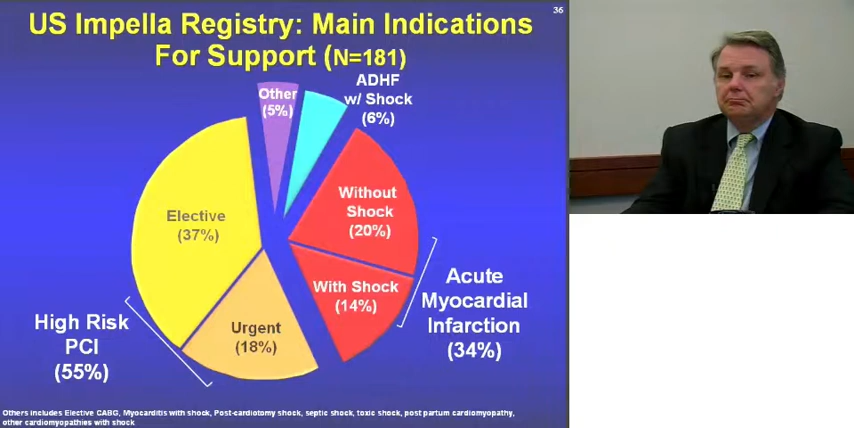 36
US Impella Registry: Main Indications
For Support (N=181)
Other
(5%)
ADHF
w/ Shock
(6%)
Without
Shock
(20%)
With Shock
(14%)
Acute
Myocardial
Infarction
(34%)
Elective
(37%)
Urgent
(18%)
High Risk
PCI
(55%)
Others includes Elective CABG, Myocarditis with shock, Post-cardiotomy shock, septic shock, toxic shock, post partum cardiomyopathy,
other cardiomyopathies with shock